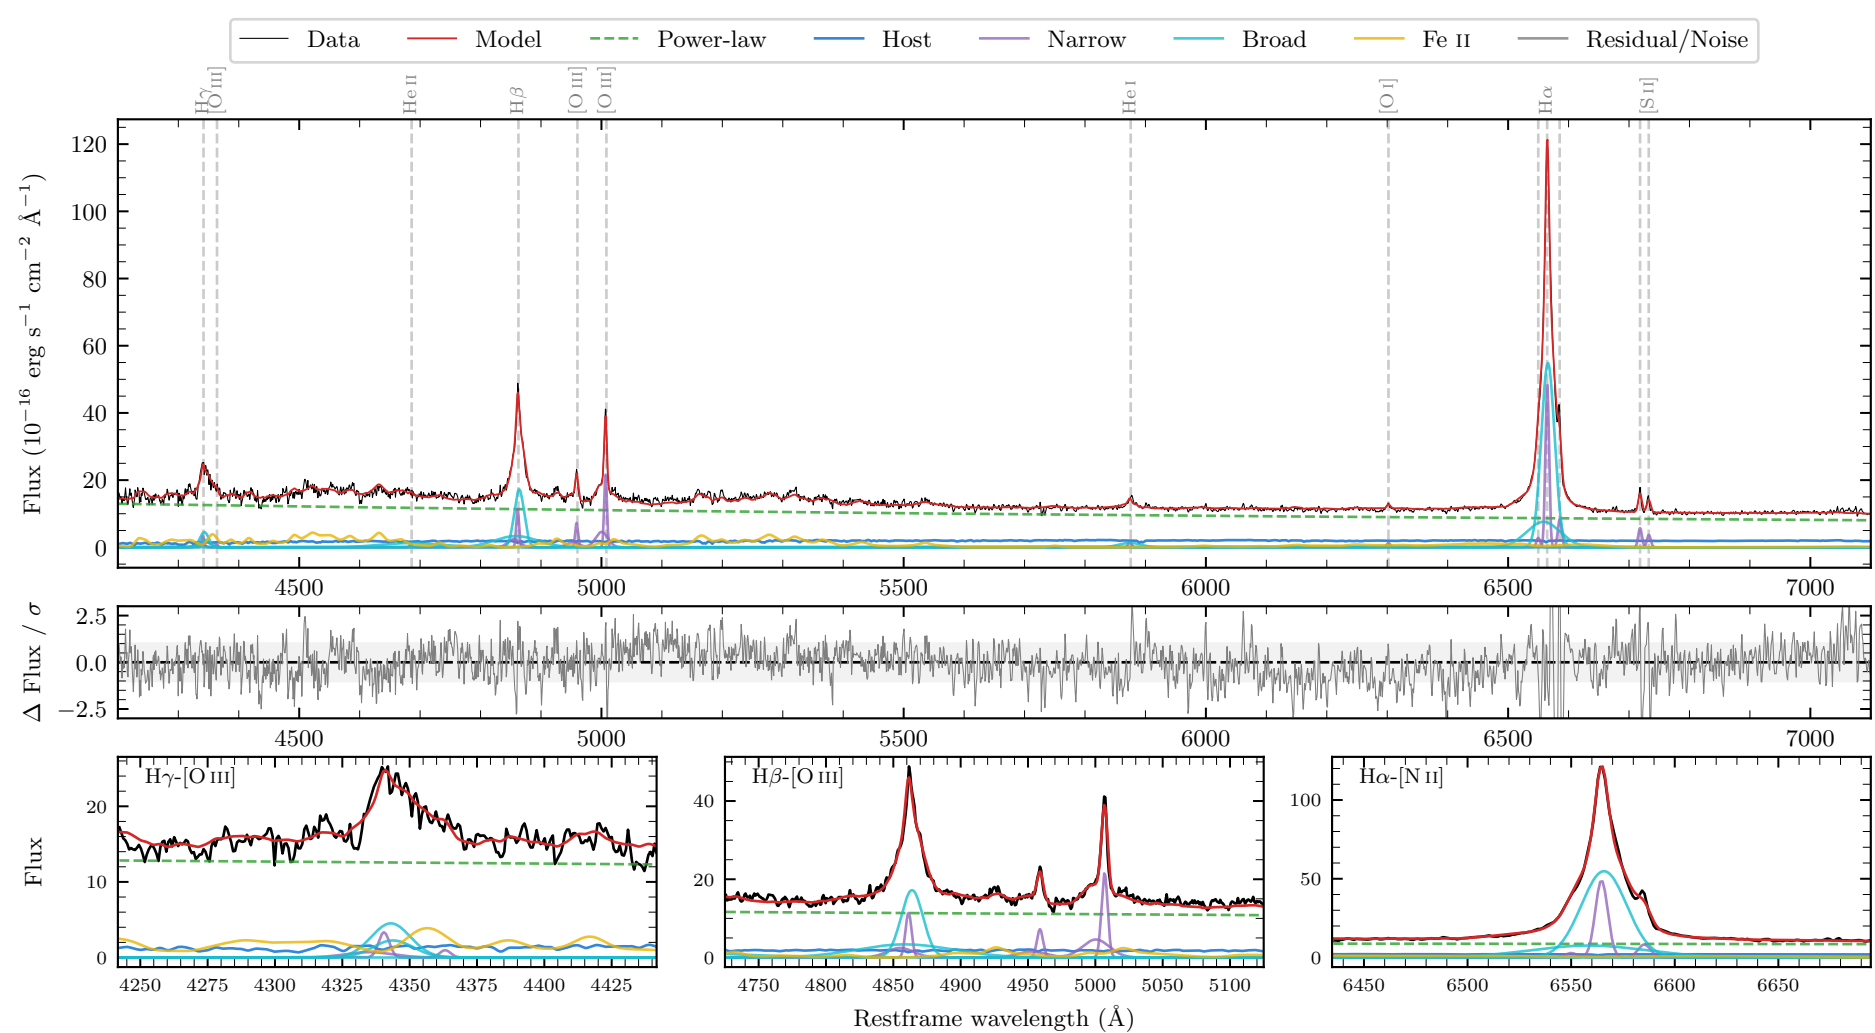 Data Model Power-law Host Narrow Broad Fe II Residual/Noise
Hγ [O III] He II Hβ [O III] [O III] He I [O I] Hα [S II]
Flux (10−16 erg s−1 cm−2 Å−1)
120
100
80
60
40
20
0
4500 5000 5500 6000 6500 7000
Δ Flux / σ
2.5
0.0
−2.5
4500 5000 5500 6000 6500 7000
Flux
Hγ-[O III]
20
10
0
4250 4275 4300 4325 4350 4375 4400 4425
Hβ-[O III]
40
20
0
4750 4800 4850 4900 4950 5000 5050 5100
Hα-[N II]
100
50
0
6450 6500 6550 6600 6650
Restframe wavelength (Å)